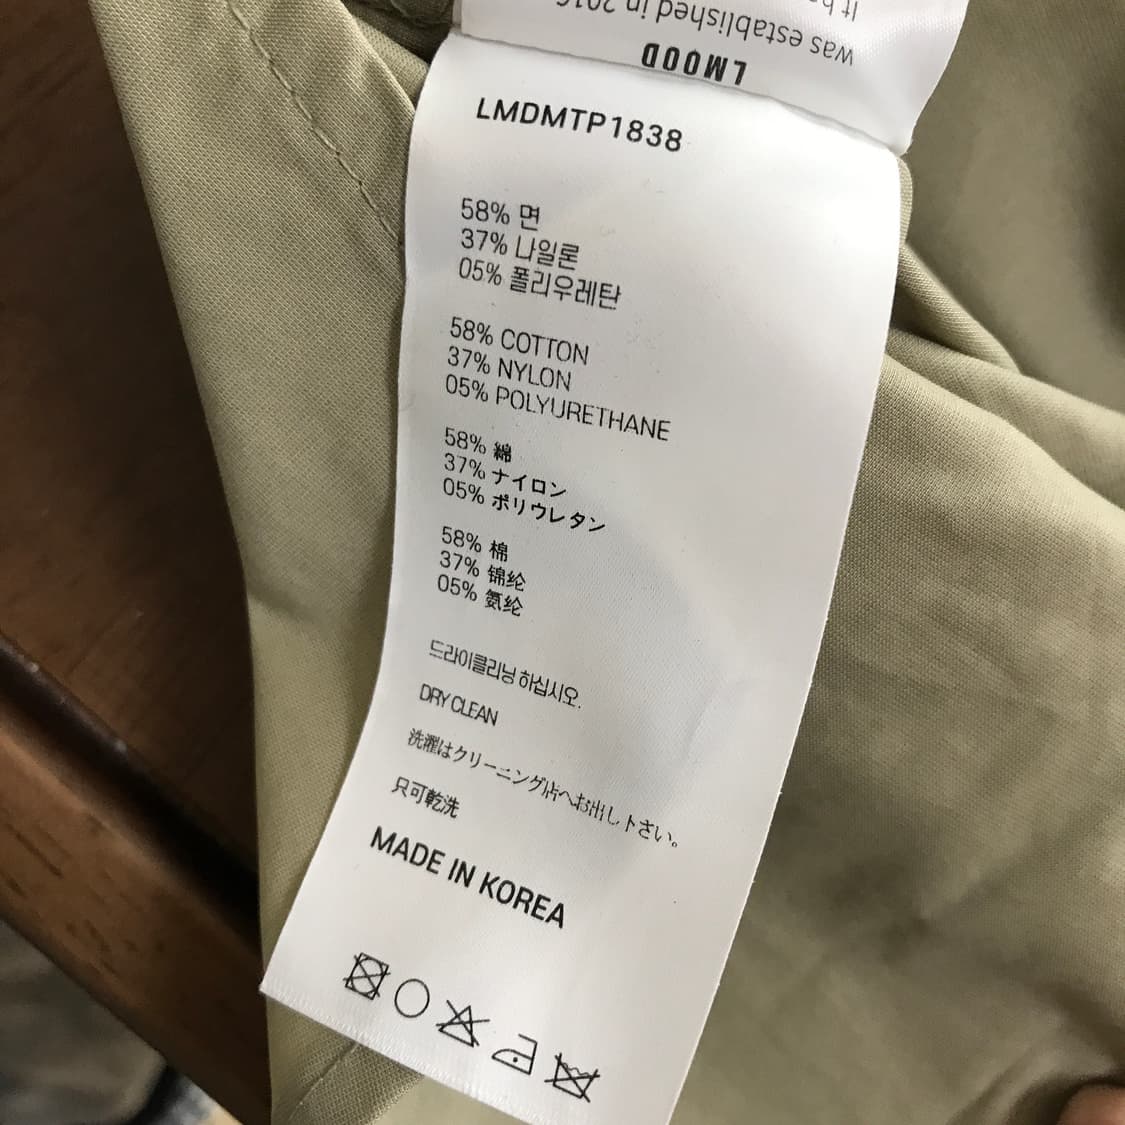 It
was established in 2016
LMOOD
LMDMTP1838
58% 면
37% 나일론
05% 폴리우레탄
58% COTTON
37% NYLON
05% POLYURETHANE
58% 綿
37% ナイロン
05% ポリウレタン
58% 棉
37% 锦纶
05% 氨纶
드라이클리닝 하십시오.
DRY CLEAN
洗濯はクリーニング店へお出し下さい。
只可乾洗
MADE IN KOREA